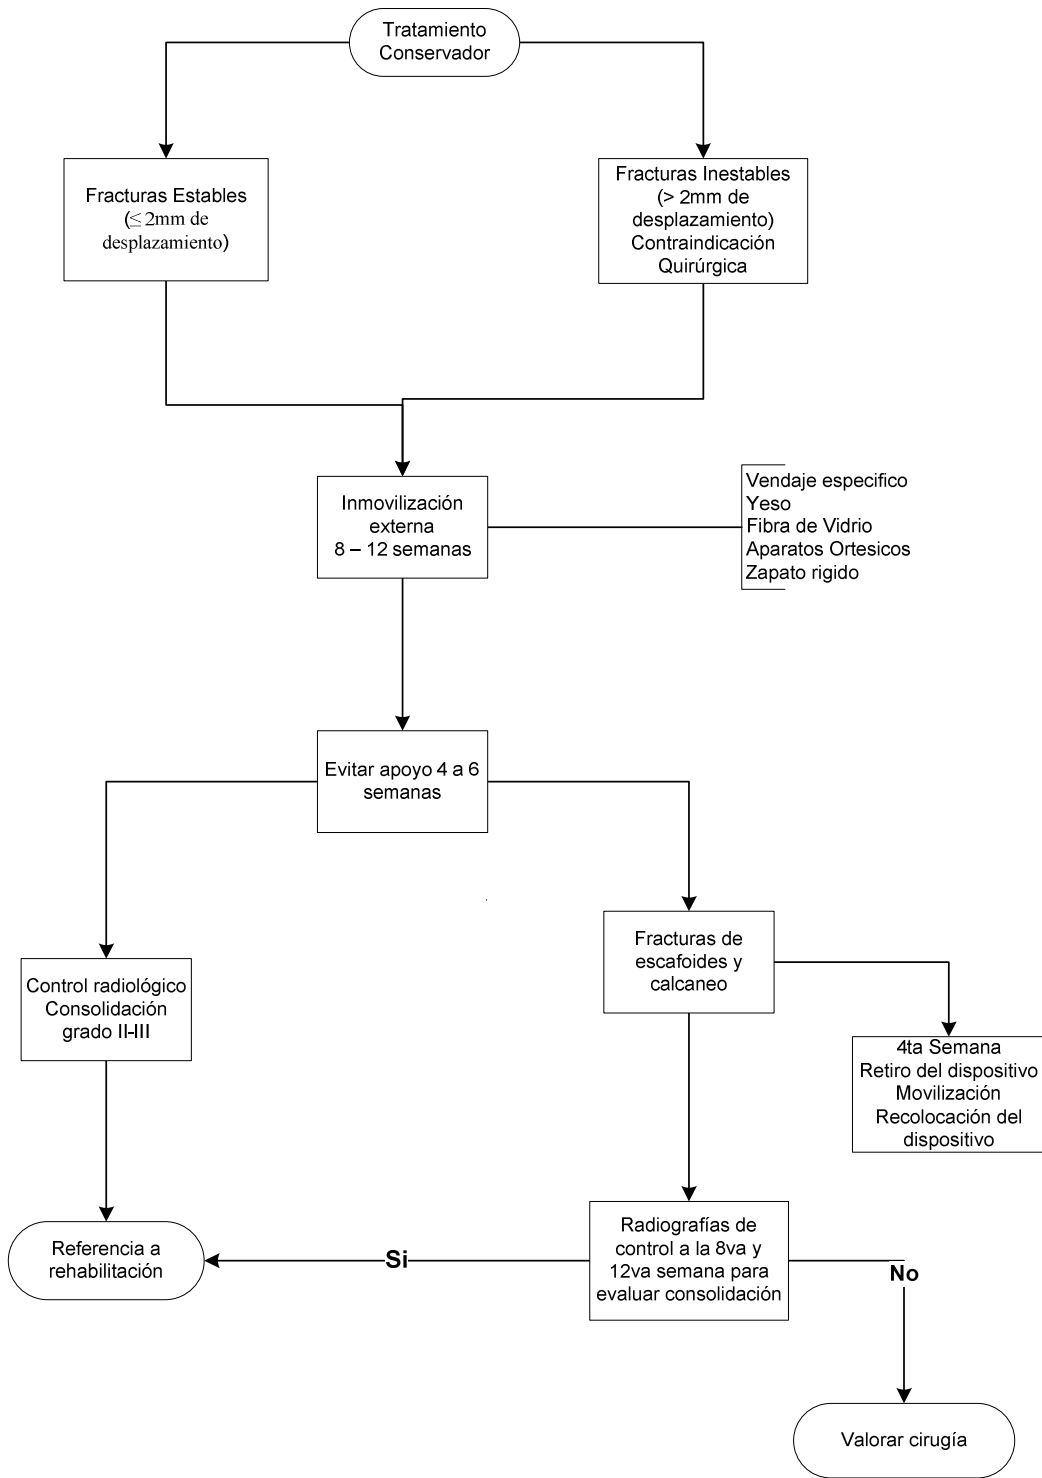 Tratamiento
Conservador
Fracturas Estables
(≤ 2mm de
desplazamiento)
Fracturas Inestables
(> 2mm de
desplazamiento)
Contraindicación
Quirúrgica
Inmovilización
externa
8 – 12 semanas
Vendaje especifico
Yeso
Fibra de Vidrio
Aparatos Ortesicos
Zapato rigido
Evitar apoyo 4 a 6
semanas
Control radiológico
Consolidación
grado II-III
Fracturas de
escafoides y
calcaneo
4ta Semana
Retiro del dispositivo
Movilización
Recolocación del
dispositivo
Referencia a
rehabilitación
Si
Radiografías de
control a la 8va y
12va semana para
evaluar consolidación
No
Valorar cirugía